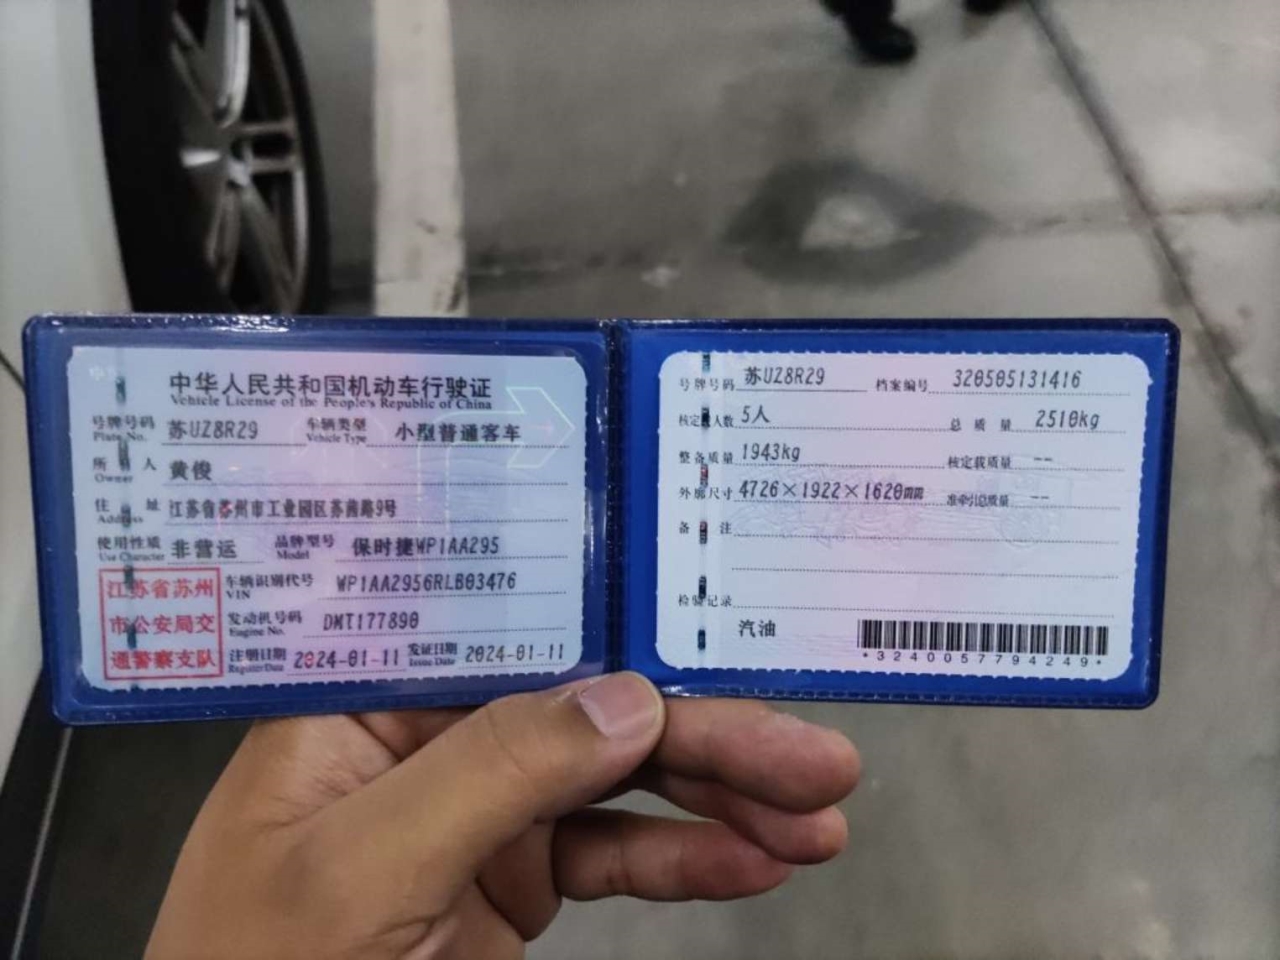 中华人民共和国机动车行驶证
Vehicle License of the People's Republic of China
号牌号码 苏UZ8R29 车辆类型 小型普通客车
Plate No. Vehicle Type
所有人 黄俊
Owner
住址 江苏省苏州市工业园区苏茜路9号
Address
使用性质 非营运 品牌型号 保时捷WP1AA295
Use Character Model
江苏省苏州
市公安局交
通警察支队
车辆识别代号 WP1AA2956RLB03476
VIN
发动机号码 DMT177890
Engine No.
注册日期 2024-01-11 发证日期 2024-01-11
Register Date Issue Date
号牌号码 苏UZ8R29 档案编号 320505131416
核定人数 5人 总质量 2510kg
整备质量 1943kg 核定载质量 --
外廓尺寸 4726×1922×1620mm 准牵引总质量 --
备注
检验记录
汽油
*3240057794249*